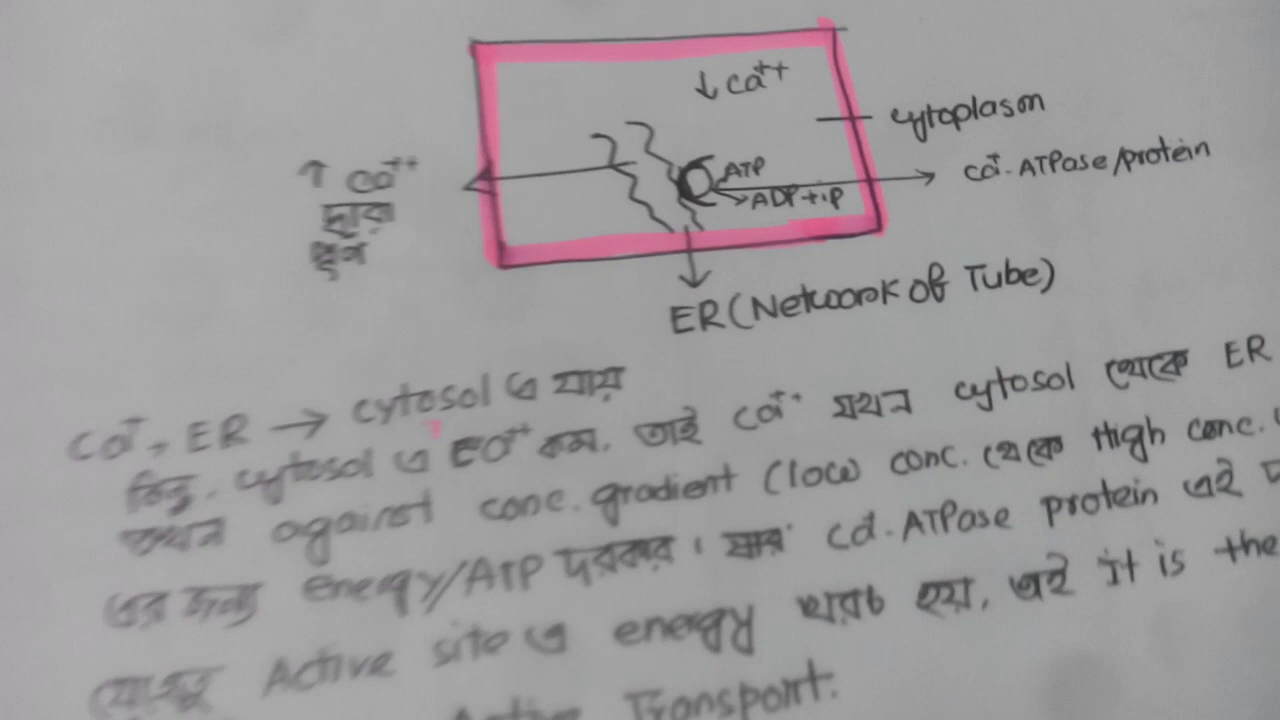 ↓ Ca++
cytoplasm
ATP
Ca+-ATPase/protein
ADP+iP
↑ Ca++
দ্বারা
পূর্ন
ER (Network of Tube)
Ca+, ER → cytosol এ যায়
কিন্তু, cytosol এ Ca++ কম. তাই Ca++ যখন cytosol থেকে ER
তখন against conc. gradient (low conc. থেকে High conc.
এর জন্য energy/ATP দরকার। যার Ca+-ATPase protein এই
যেহেতু Active site এ energy খরচ হয়, এই it is the
Active Transport.